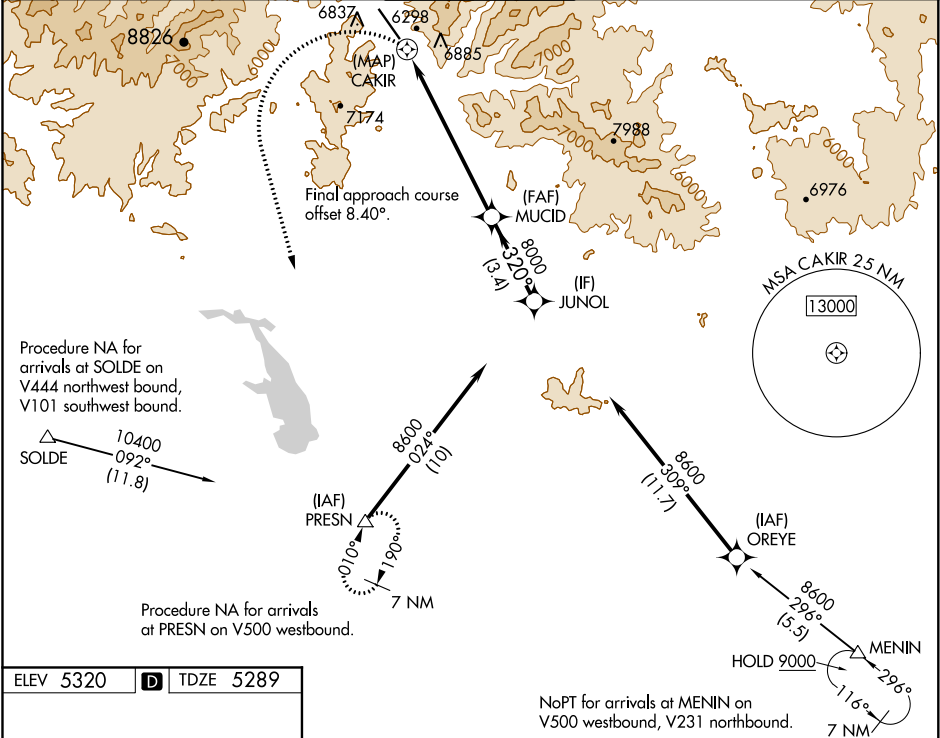 8826
6837
6298
6885
7000
(MAP)
CAKIR
7174
7000
7988
6000
6000
6976
Final approach course
offset 8.40°.
(FAF)
MUCID
8000
320°
(3.4)
(IF)
JUNOL
MSA CAKIR 25 NM
13000
Procedure NA for
arrivals at SOLDE on
V444 northwest bound,
V101 southwest bound.
SOLDE
10400
092°
(11.8)
8600
024°
(10)
8600
309°
(11.7)
(IAF)
PRESN
010°
190°
7 NM
(IAF)
OREYE
8600
296°
(5.5)
MENIN
HOLD 9000
296°
116°
7 NM
Procedure NA for arrivals
at PRESN on V500 westbound.
NoPT for arrivals at MENIN on
V500 westbound, V231 northbound.
ELEV 5320 D TDZE 5289